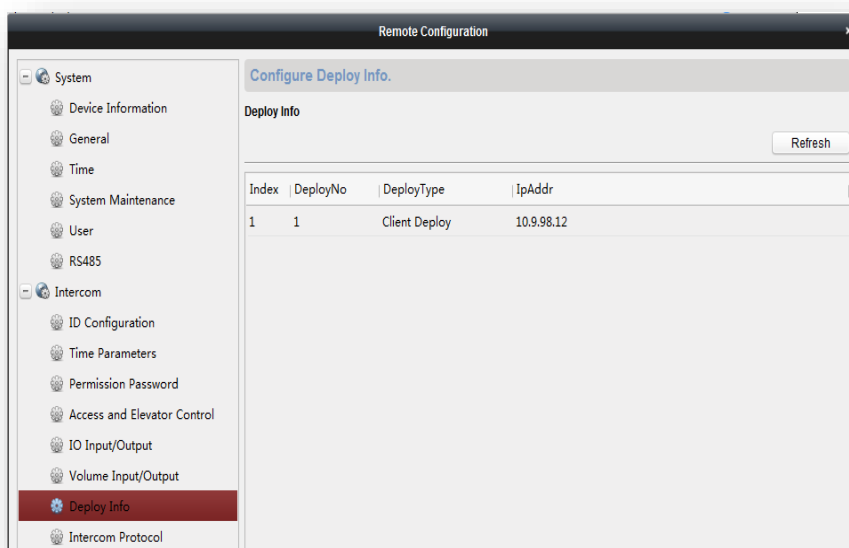 Remote Configuration
System
Device Information
General
Time
System Maintenance
User
RS485
Intercom
ID Configuration
Time Parameters
Permission Password
Access and Elevator Control
IO Input/Output
Volume Input/Output
Deploy Info
Intercom Protocol
Configure Deploy Info.
Deploy Info
Refresh
Index DeployNo DeployType IpAddr
1 1 Client Deploy 10.9.98.12